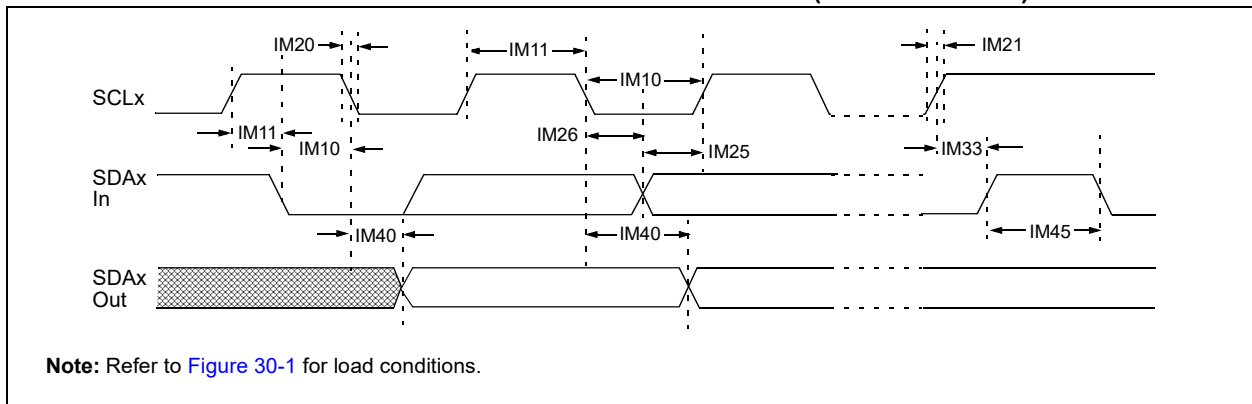 IM20
IM11
IM21
IM10
SCLx
IM11
IM26
IM10
IM25
IM33
SDAx
In
IM40
IM40
IM45
SDAx
Out
Note: Refer to Figure 30-1 for load conditions.